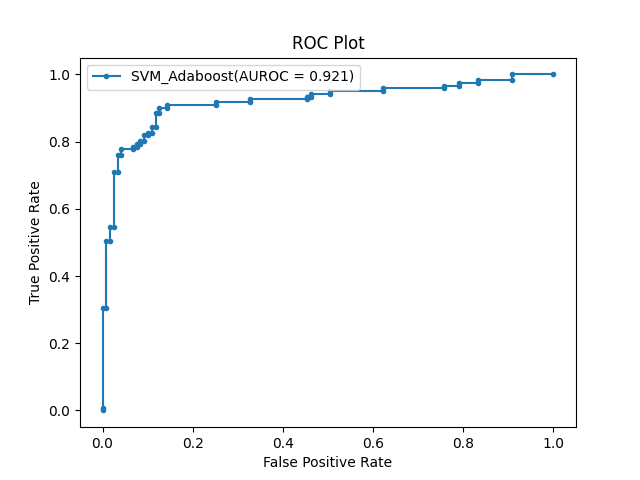 ROC Plot
SVM_Adaboost(AUROC = 0.921)
True Positive Rate
1.0
0.8
0.6
0.4
0.2
0.0
0.0 0.2 0.4 0.6 0.8 1.0
False Positive Rate